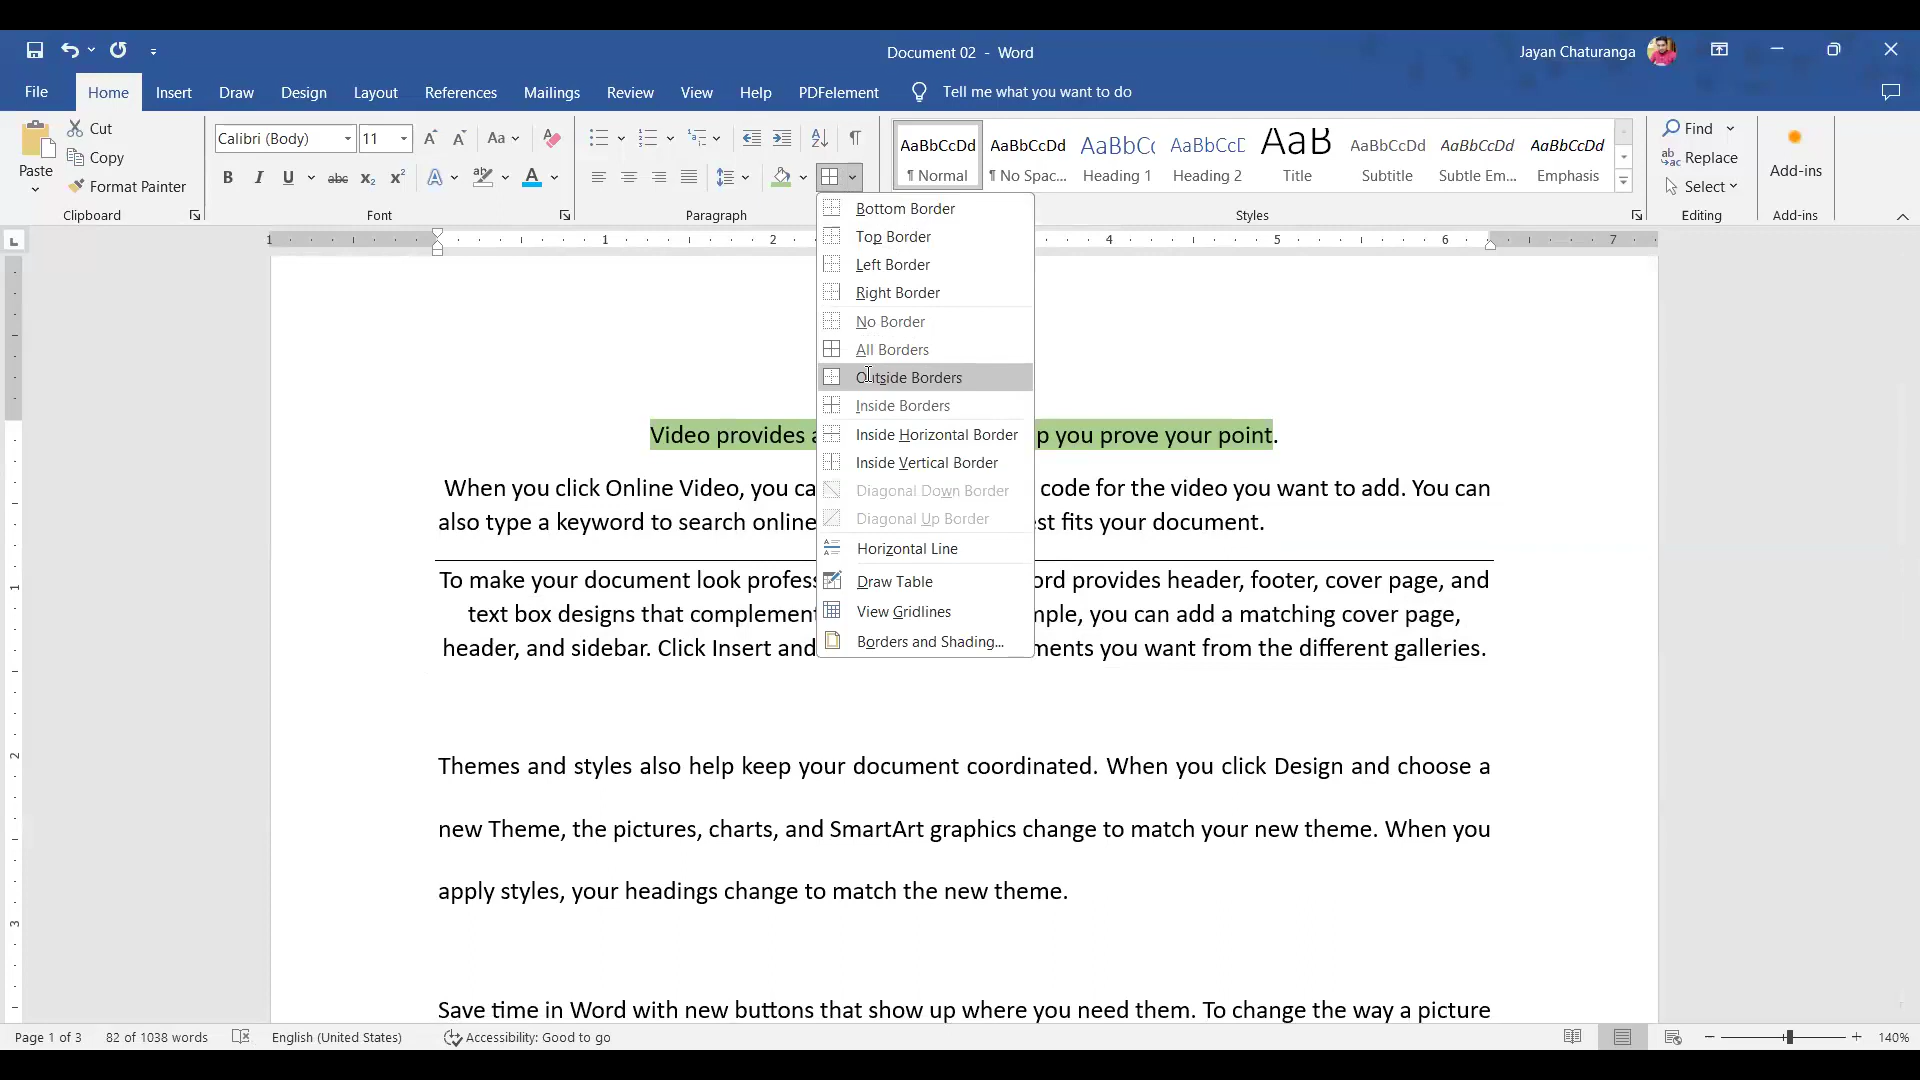 Document 02 - Word
Jayan Chaturanga
File Home Insert Draw Design Layout References Mailings Review View Help PDFelement Tell me what you want to do
Paste
Cut
Copy
Format Painter
Clipboard
Calibri (Body) 11
Font
Paragraph
AaBbCcDd AaBbCcDd AaBbC AaBbCcE AaB AaBbCcDd AaBbCcDd AaBbCcDd
¶ Normal ¶ No Spac... Heading 1 Heading 2 Title Subtitle Subtle Em... Emphasis
Styles
Find
Replace
Select
Editing
Add-ins
Add-ins
1 1 2 4 5 6 7
Bottom Border
Top Border
Left Border
Right Border
No Border
All Borders
Outside Borders
Inside Borders
Inside Horizontal Border
Inside Vertical Border
Diagonal Down Border
Diagonal Up Border
Horizontal Line
Draw Table
View Gridlines
Borders and Shading...
Video provides a p you prove your point.
When you click Online Video, you ca code for the video you want to add. You can
also type a keyword to search online st fits your document.
To make your document look profess ord provides header, footer, cover page, and
text box designs that complement mple, you can add a matching cover page,
header, and sidebar. Click Insert and ments you want from the different galleries.
Themes and styles also help keep your document coordinated. When you click Design and choose a
new Theme, the pictures, charts, and SmartArt graphics change to match your new theme. When you
apply styles, your headings change to match the new theme.
Save time in Word with new buttons that show up where you need them. To change the way a picture
Page 1 of 3 82 of 1038 words English (United States) Accessibility: Good to go 140%